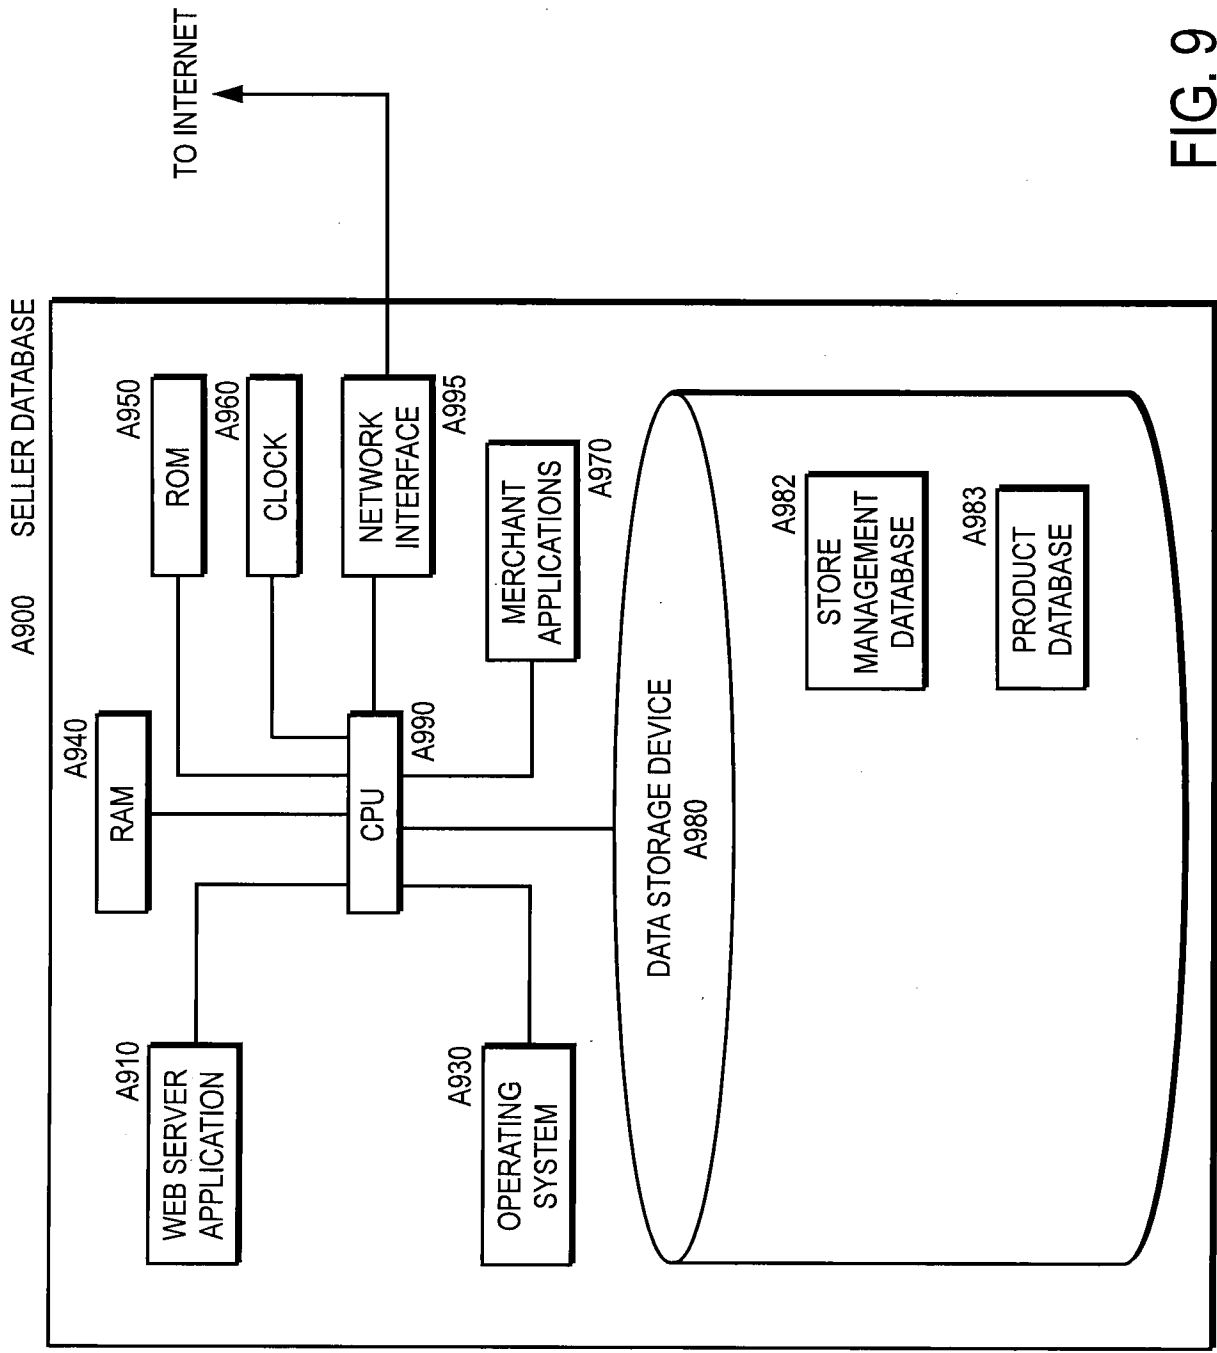 A900 SELLER DATABASE
TO INTERNET
A910
WEB SERVER
APPLICATION
A940
RAM
A950
ROM
A960
CLOCK
NETWORK
INTERFACE
A995
CPU
A990
A930
OPERATING
SYSTEM
MERCHANT
APPLICATIONS
A970
DATA STORAGE DEVICE
A980
A982
STORE
MANAGEMENT
DATABASE
A983
PRODUCT
DATABASE
FIG. 9